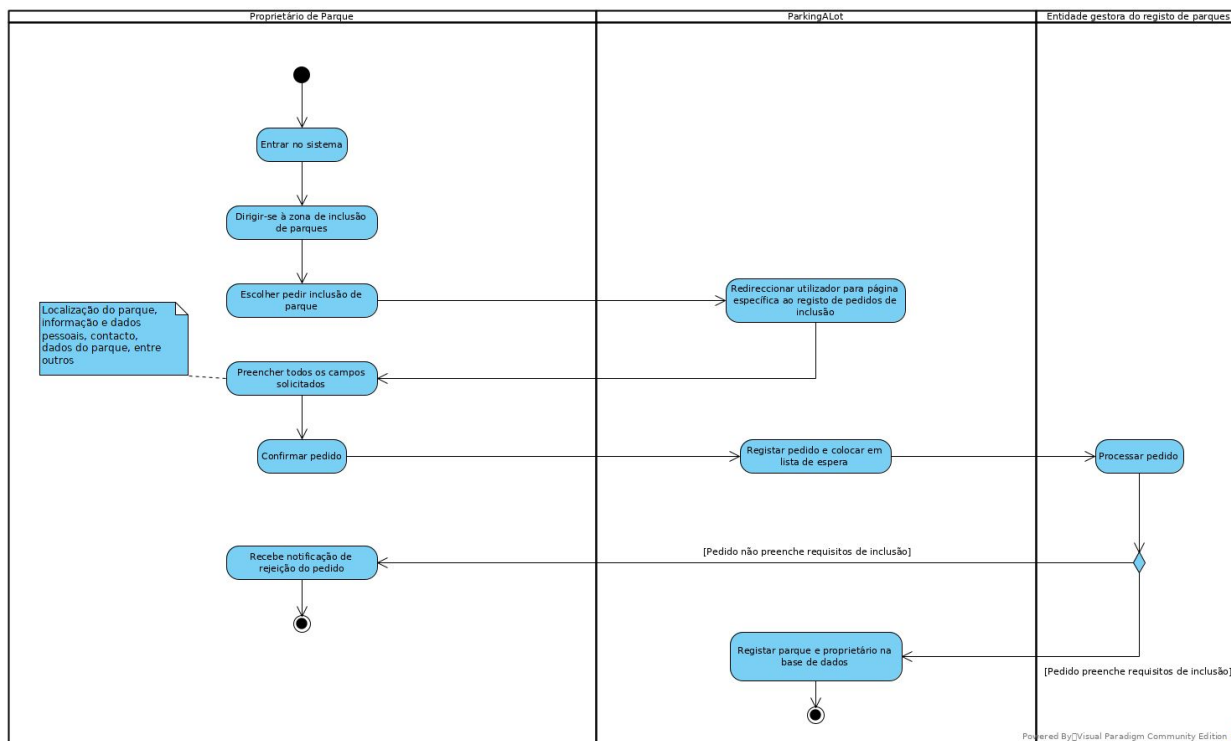 Proprietário de Parque
ParkingALot
Entidade gestora do registo de parques
Entrar no sistema
Dirigir-se à zona de inclusão
de parques
Escolher pedir inclusão de
parque
Redireccionar utilizador para página
específica ao registo de pedidos de
inclusão
Localização do parque,
informação e dados
pessoais, contacto,
dados do parque, entre
outros
Preencher todos os campos
solicitados
Confirmar pedido
Registar pedido e colocar em
lista de espera
Processar pedido
Recebe notificação de
rejeição do pedido
[Pedido não preenche requisitos de inclusão]
Registar parque e proprietário na
base de dados
[Pedido preenche requisitos de inclusão]
Powered By Visual Paradigm Community Edition